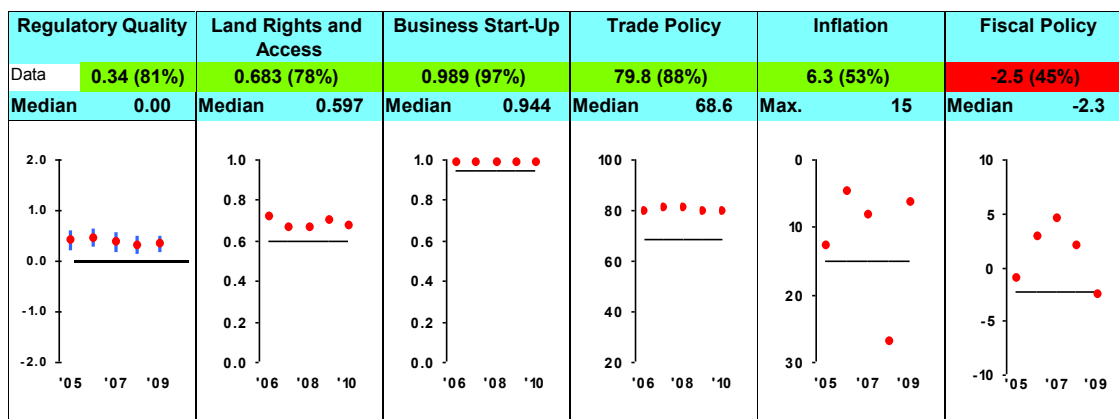 Regulatory Quality
Data 0.34 (81%)
Median 0.00
2.0
1.0
0.0
-1.0
-2.0
'05 '07 '09
Land Rights and
Access
0.683 (78%)
Median 0.597
1.0
0.8
0.6
0.4
0.2
0.0
'06 '08 '10
Business Start-Up
0.989 (97%)
Median 0.944
1.0
0.8
0.6
0.4
0.2
0.0
'06 '08 '10
Trade Policy
79.8 (88%)
Median 68.6
100
80
60
40
20
0
'06 '08 '10
Inflation
6.3 (53%)
Max. 15
0
10
20
30
'05 '07 '09
Fiscal Policy
-2.5 (45%)
Median -2.3
10
5
0
-5
-10
'05 '07 '09